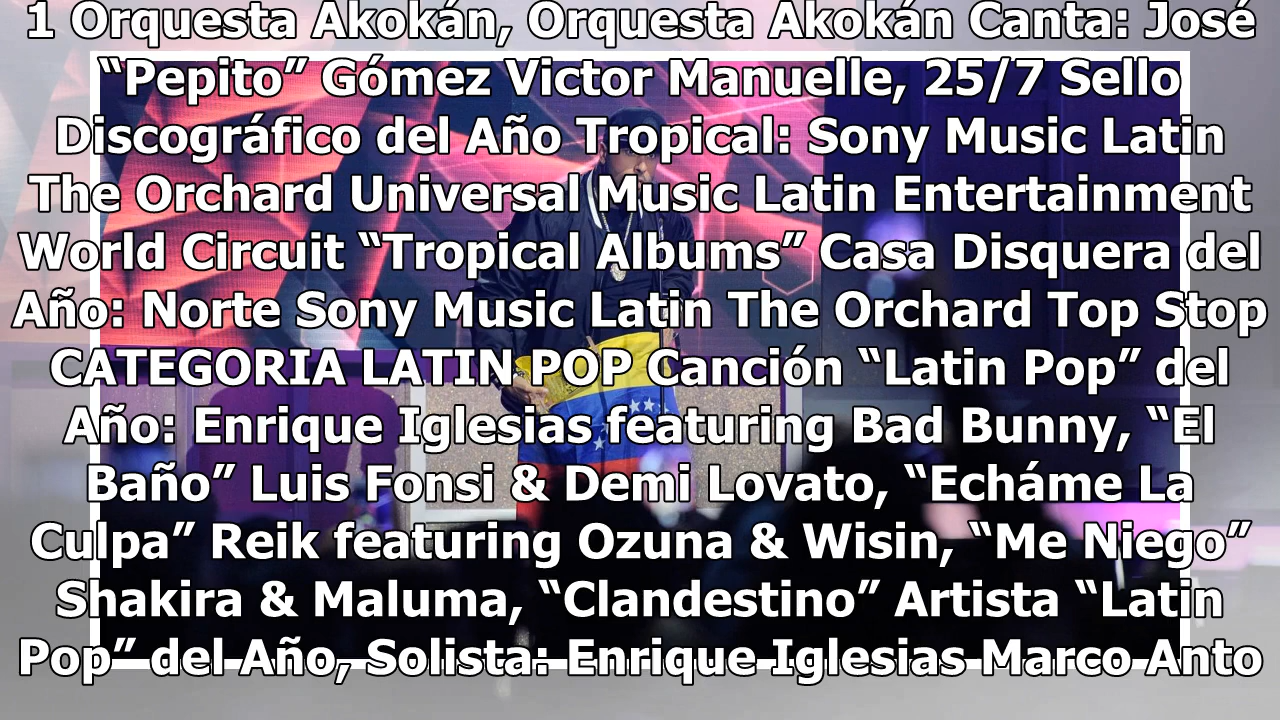 1 Orquesta Akokán, Orquesta Akokán Canta: José
“Pepito” Gómez Victor Manuelle, 25/7 Sello
Discográfico del Año Tropical: Sony Music Latin
The Orchard Universal Music Latin Entertainment
World Circuit “Tropical Albums” Casa Disquera del
Año: Norte Sony Music Latin The Orchard Top Stop
CATEGORIA LATIN POP Canción “Latin Pop” del
Año: Enrique Iglesias featuring Bad Bunny, “El
Baño” Luis Fonsi & Demi Lovato, “Echáme La
Culpa” Reik featuring Ozuna & Wisin, “Me Niego”
Shakira & Maluma, “Clandestino” Artista “Latin
Pop” del Año, Solista: Enrique Iglesias Marco Anto